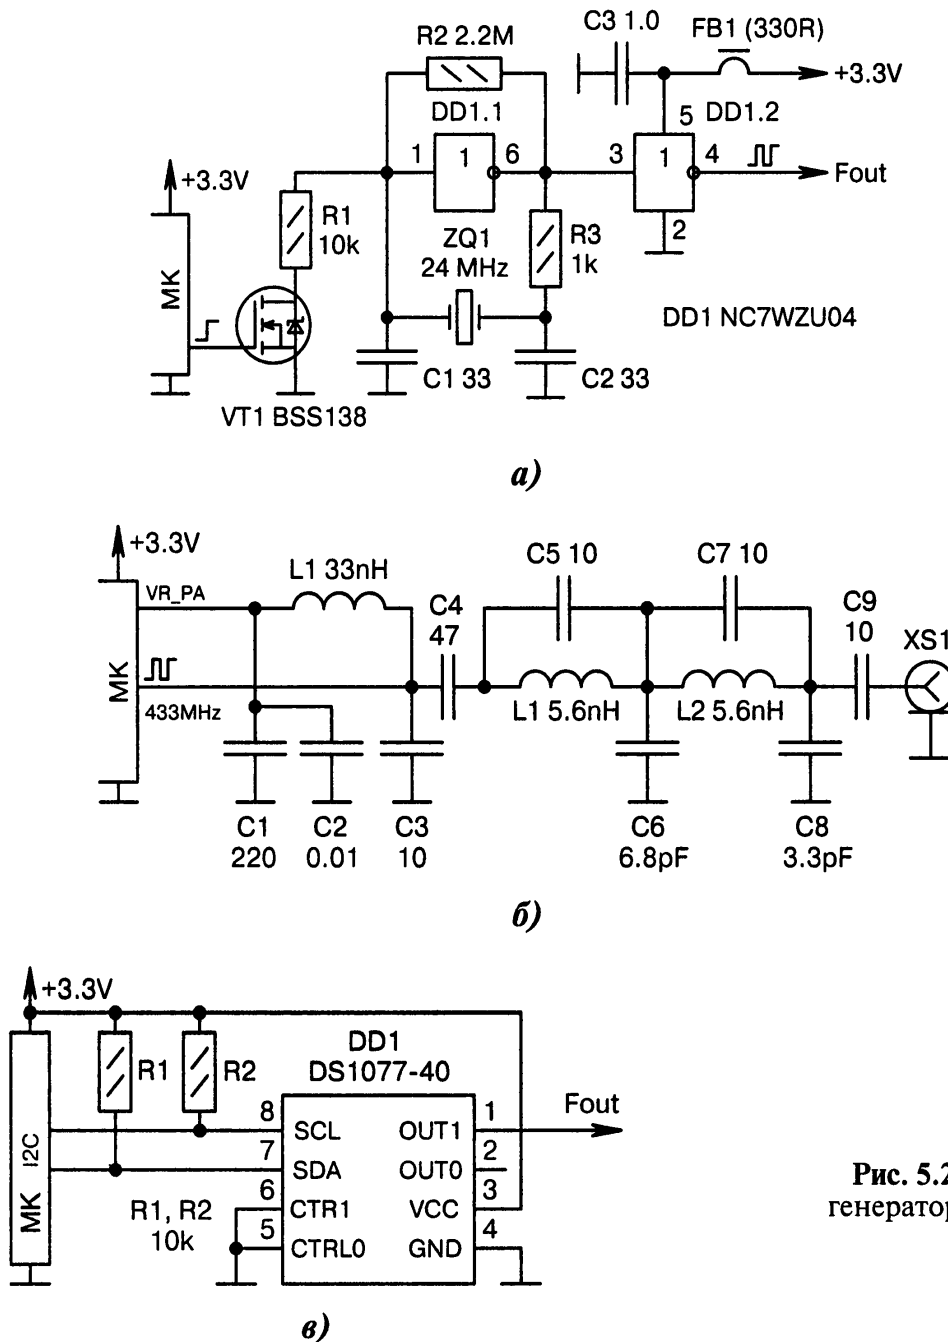 C3 1.0
FB1 (330R)
R2 2.2M
+3.3V
DD1.1
5
DD1.2
1
1
6
3
1
4
Fout
+3.3V
R1
10k
2
ZQ1
24 MHz
R3
1k
МК
DD1 NC7WZU04
C1 33
C2 33
VT1 BSS138
а)
+3.3V
L1 33nH
C5 10
C7 10
VR_PA
C4
47
C9
10
XS1
МК
433MHz
L1 5.6nH
L2 5.6nH
C1
220
C2
0.01
C3
10
C6
6.8pF
C8
3.3pF
б)
+3.3V
DD1
DS1077-40
R1
R2
Fout
8
SCL
OUT1
1
I2C
7
SDA
OUT0
2
МК
6
CTR1
VCC
3
R1, R2
10k
5
CTRL0
GND
4
Рис. 5.2
генератор
в)